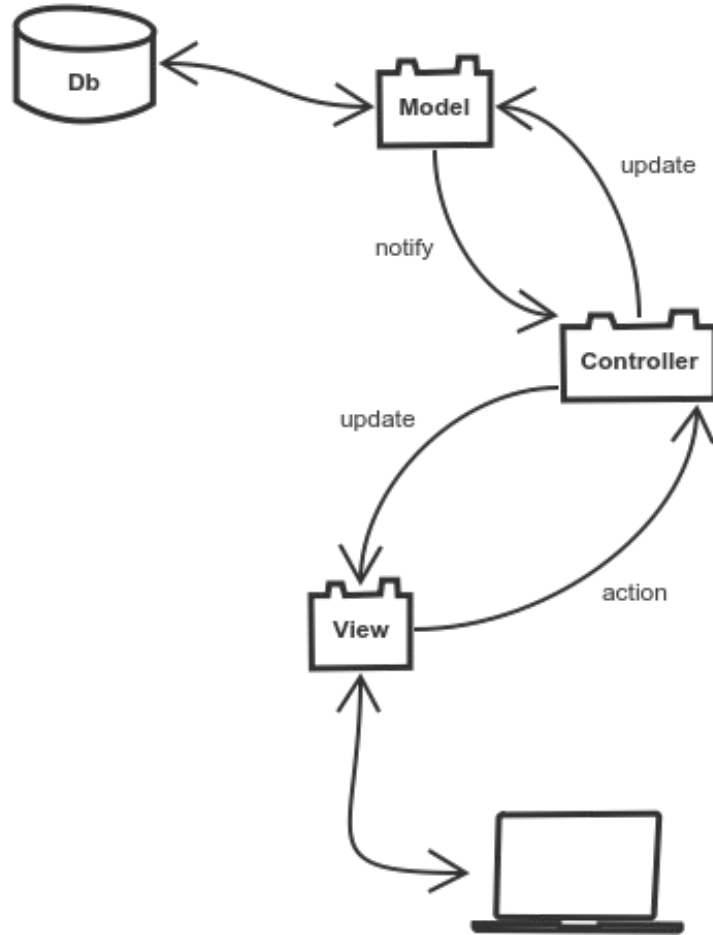 Db
Model
update
notify
Controller
update
action
View